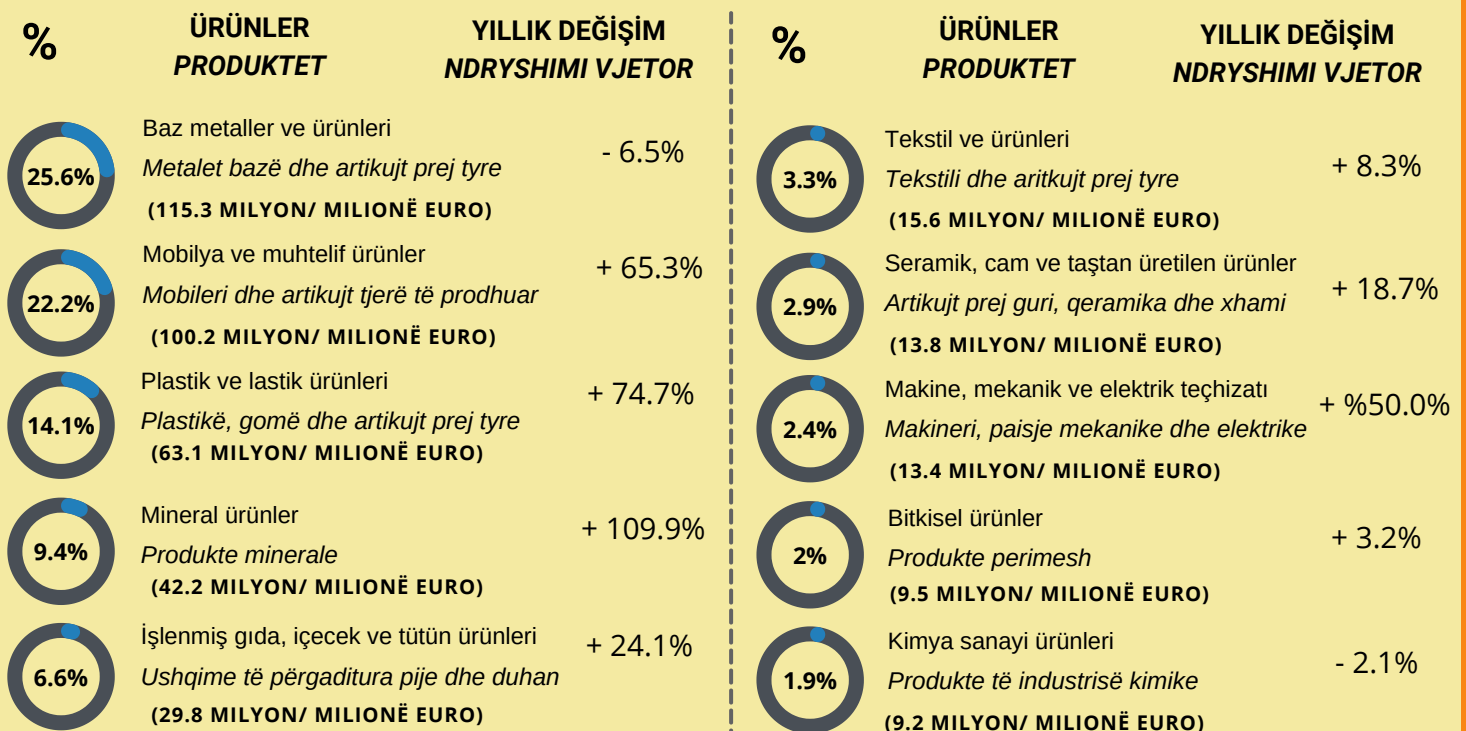 %
ÜRÜNLER
PRODUKTET
YILLIK DEĞİŞİM
NDRYSHIMI VJETOR
25.6%
Baz metaller ve ürünleri
Metalet bazë dhe artikujt prej tyre
(115.3 MILYON/ MILIONË EURO)
- 6.5%
22.2%
Mobilya ve muhtelif ürünler
Mobileri dhe artikujt tjerë të prodhuar
(100.2 MILYON/ MILIONË EURO)
+ 65.3%
14.1%
Plastik ve lastik ürünleri
Plastikë, gomë dhe artikujt prej tyre
(63.1 MILYON/ MILIONË EURO)
+ 74.7%
9.4%
Mineral ürünler
Produkte minerale
(42.2 MILYON/ MILIONË EURO)
+ 109.9%
6.6%
İşlenmiş gıda, içecek ve tütün ürünleri
Ushqime të përgaditura pije dhe duhan
(29.8 MILYON/ MILIONË EURO)
+ 24.1%
%
ÜRÜNLER
PRODUKTET
YILLIK DEĞİŞİM
NDRYSHIMI VJETOR
3.3%
Tekstil ve ürünleri
Tekstili dhe aritkujt prej tyre
(15.6 MILYON/ MILIONË EURO)
+ 8.3%
2.9%
Seramik, cam ve taştan üretilen ürünler
Artikujt prej guri, qeramika dhe xhami
(13.8 MILYON/ MILIONË EURO)
+ 18.7%
2.4%
Makine, mekanik ve elektrik teçhizatı
Makineri, paisje mekanike dhe elektrike
(13.4 MILYON/ MILIONË EURO)
+ %50.0%
2%
Bitkisel ürünler
Produkte perimesh
(9.5 MILYON/ MILIONË EURO)
+ 3.2%
1.9%
Kimya sanayi ürünleri
Produkte të industrisë kimike
(9.2 MILYON/ MILIONË EURO)
- 2.1%